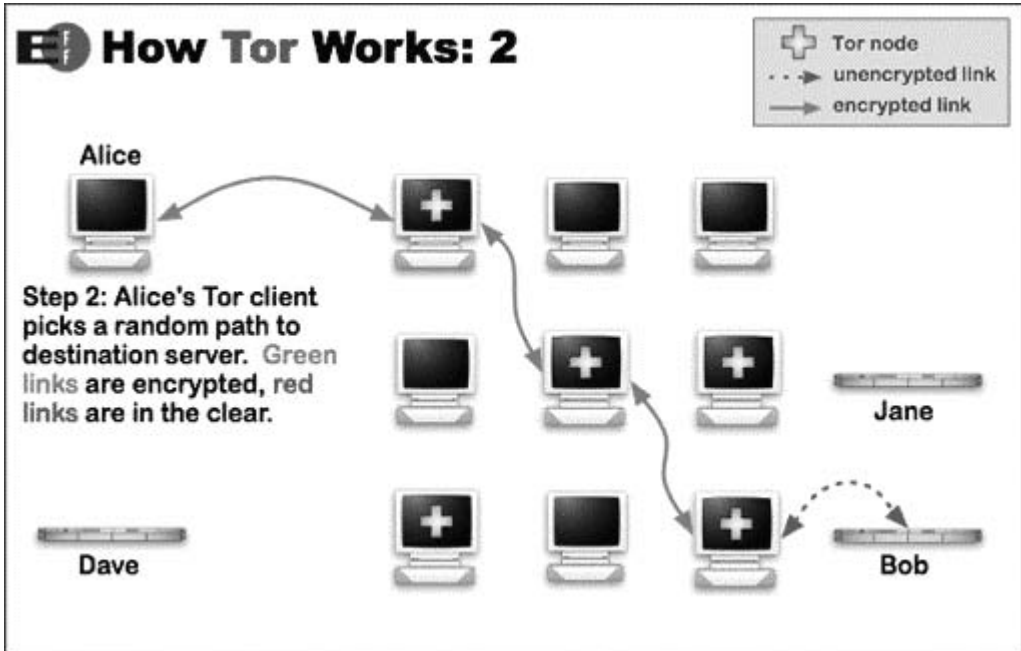 EFF How Tor Works: 2
Tor node
unencrypted link
encrypted link
Alice
Step 2: Alice's Tor client
picks a random path to
destination server. Green
links are encrypted, red
links are in the clear.
Jane
Dave
Bob